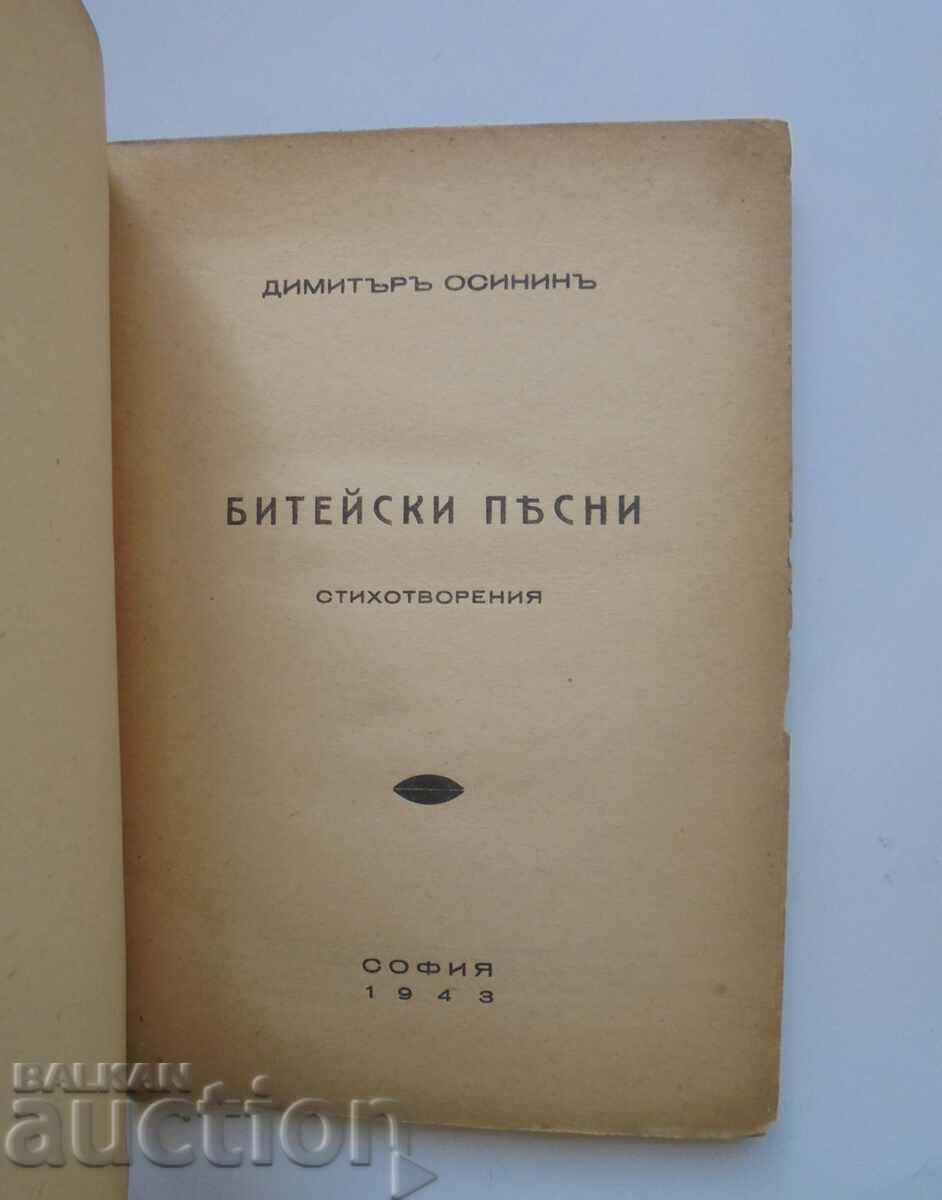 ДИМИТЪРЪ ОСИНИНЪ
БИТЕЙСКИ ПѢСНИ
СТИХОТВОРЕНИЯ
СОФИЯ
1943
BALKAN
auction